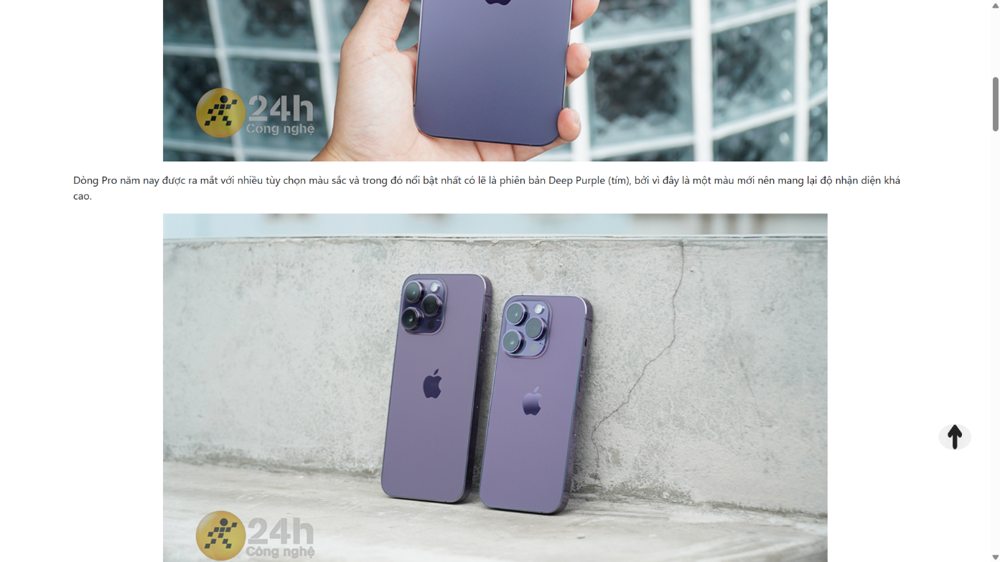 24h
Công nghệ
Dòng Pro năm nay được ra mắt với nhiều tùy chọn màu sắc và trong đó nổi bật nhất có lẽ là phiên bản Deep Purple (tím), bởi vì đây là một màu mới nên mang lại độ nhận diện khá
cao.
24h
Công nghệ